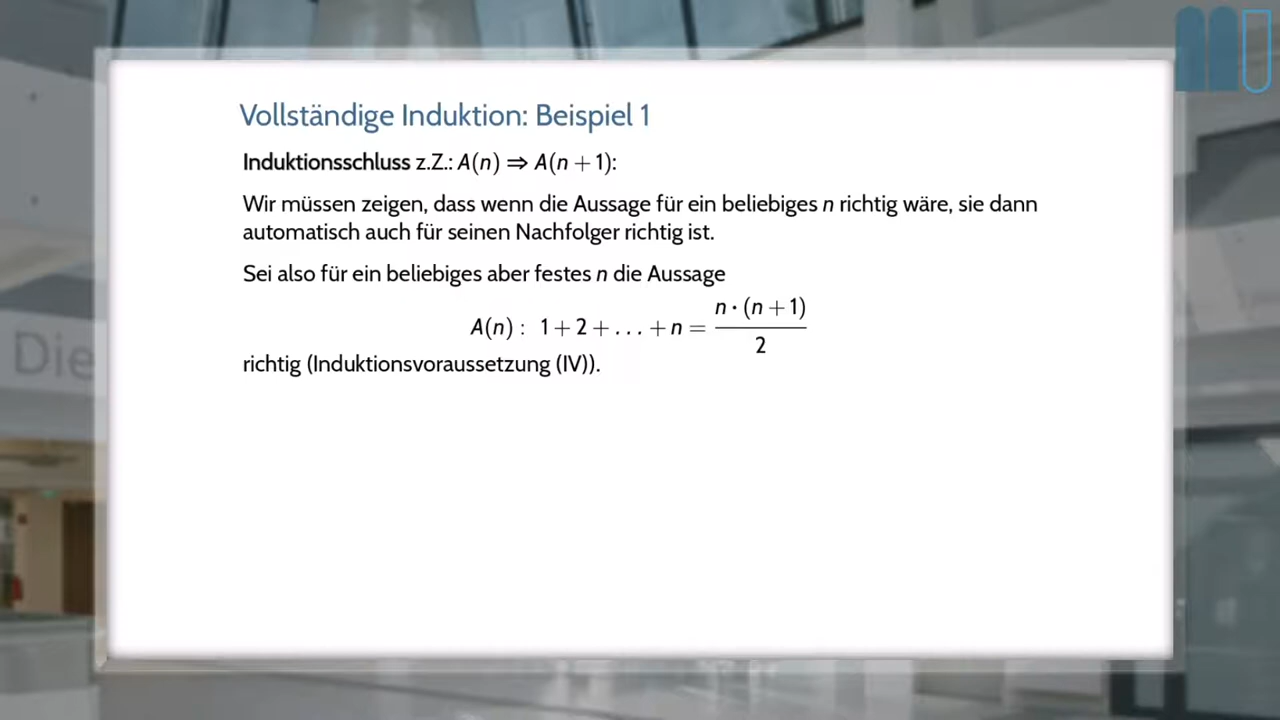 Vollständige Induktion: Beispiel 1
Induktionsschluss z.Z.: A(n) ⇒ A(n + 1):
Wir müssen zeigen, dass wenn die Aussage für ein beliebiges n richtig wäre, sie dann
automatisch auch für seinen Nachfolger richtig ist.
Sei also für ein beliebiges aber festes n die Aussage
A(n) : 1 + 2 + . . . + n = n · (n + 1) / 2
richtig (Induktionsvoraussetzung (IV)).
Die